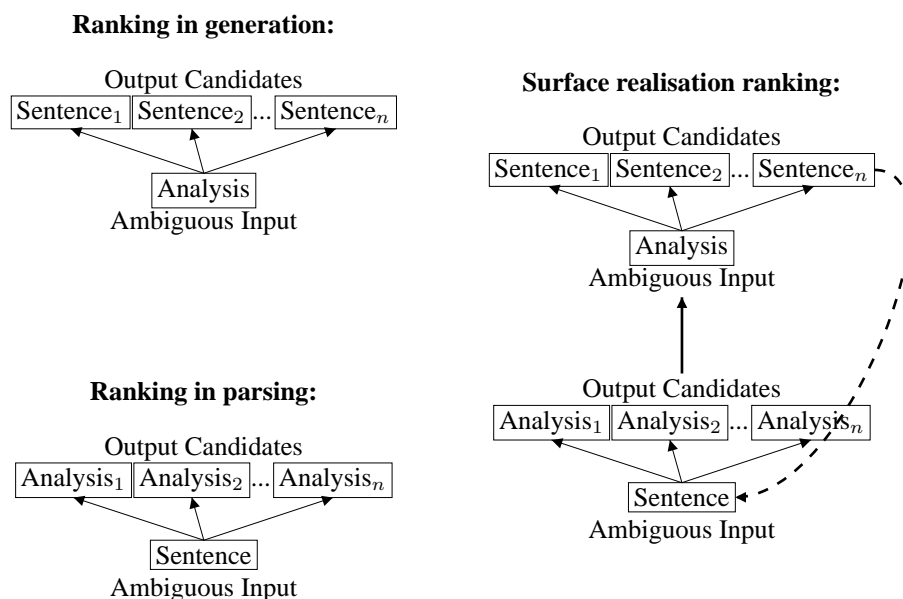 Ranking in generation:
Output Candidates
Sentence₁ Sentence₂ ... Sentenceₙ
Analysis
Ambiguous Input
Ranking in parsing:
Output Candidates
Analysis₁ Analysis₂ ... Analysisₙ
Sentence
Ambiguous Input
Surface realisation ranking:
Output Candidates
Sentence₁ Sentence₂ ... Sentenceₙ
Analysis
Ambiguous Input
Output Candidates
Analysis₁ Analysis₂ ... Analysisₙ
Sentence
Ambiguous Input